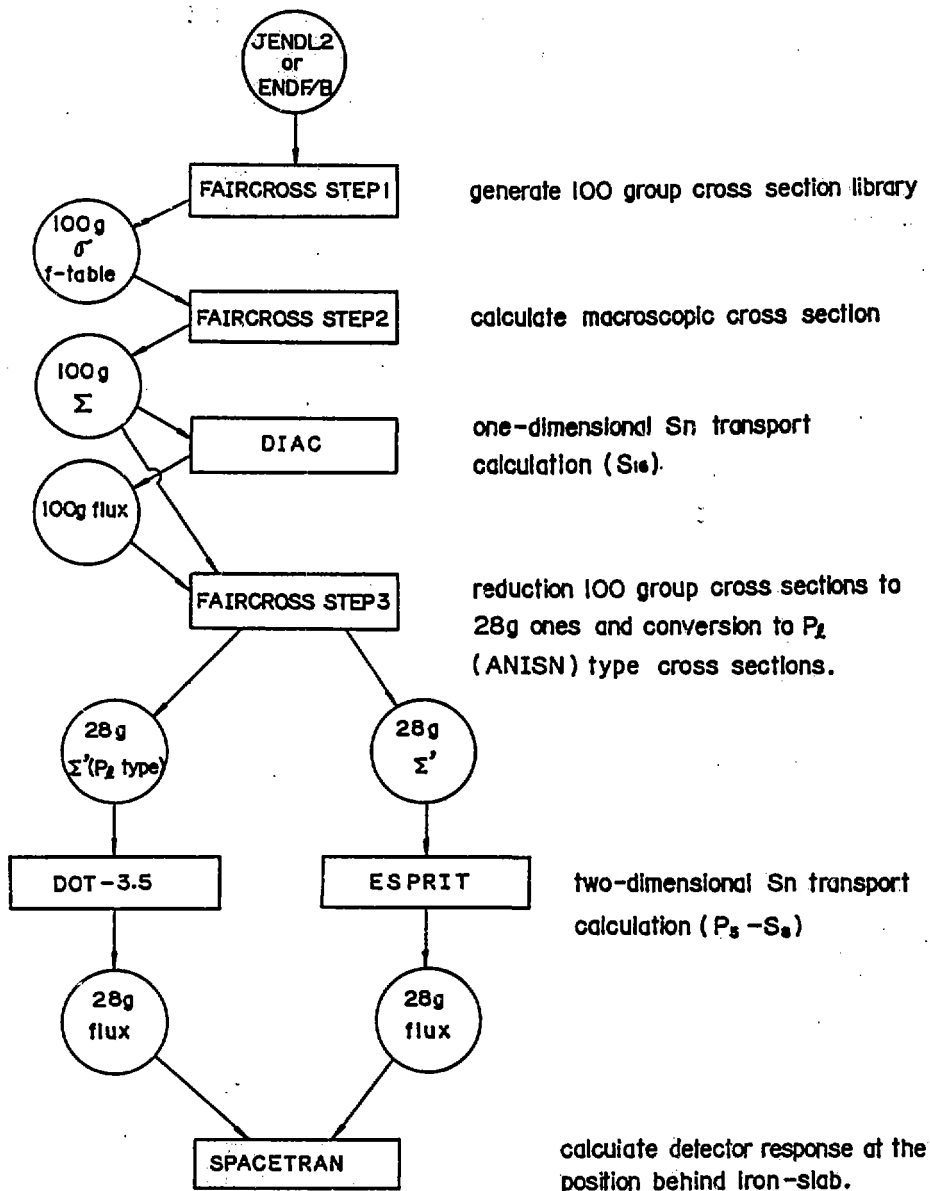 JENDL2
or
ENDF/B
FAIRCROSS STEP1
generate 100 group cross section library
100g
σ
f-table
FAIRCROSS STEP2
calculate macroscopic cross section
100g
Σ
DIAC
one-dimensional Sn transport
calculation (S₁₆).
100g flux
FAIRCROSS STEP3
reduction 100 group cross sections to
28g ones and conversion to Pℓ
(ANISN) type cross sections.
28g
Σ'(Pℓ type)
28g
Σ'
DOT-3.5
ESPRIT
two-dimensional Sn transport
calculation (P₅-S₈)
28g
flux
28g
flux
SPACETRAN
calculate detector response at the
position behind iron-slab.